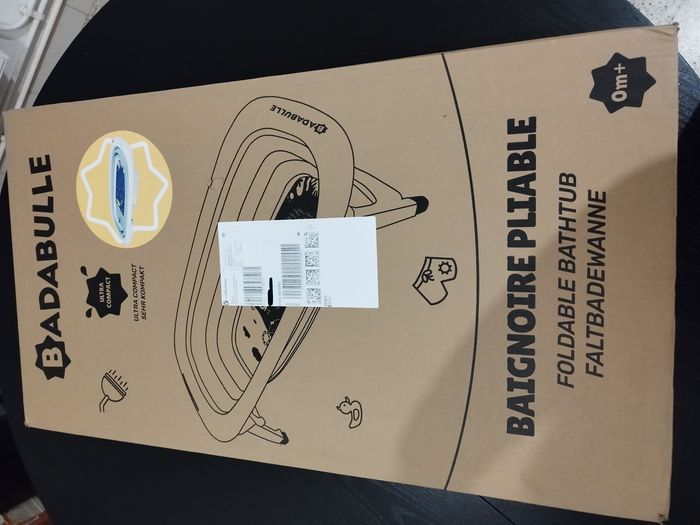 BADABULLE
ULTRA
COMPACT
ULTRA COMPACT
SEHR KOMPAKT
BADABULLE
BAIGNOIRE PLIABLE
FOLDABLE BATHTUB
FALTBADEWANNE
0m+